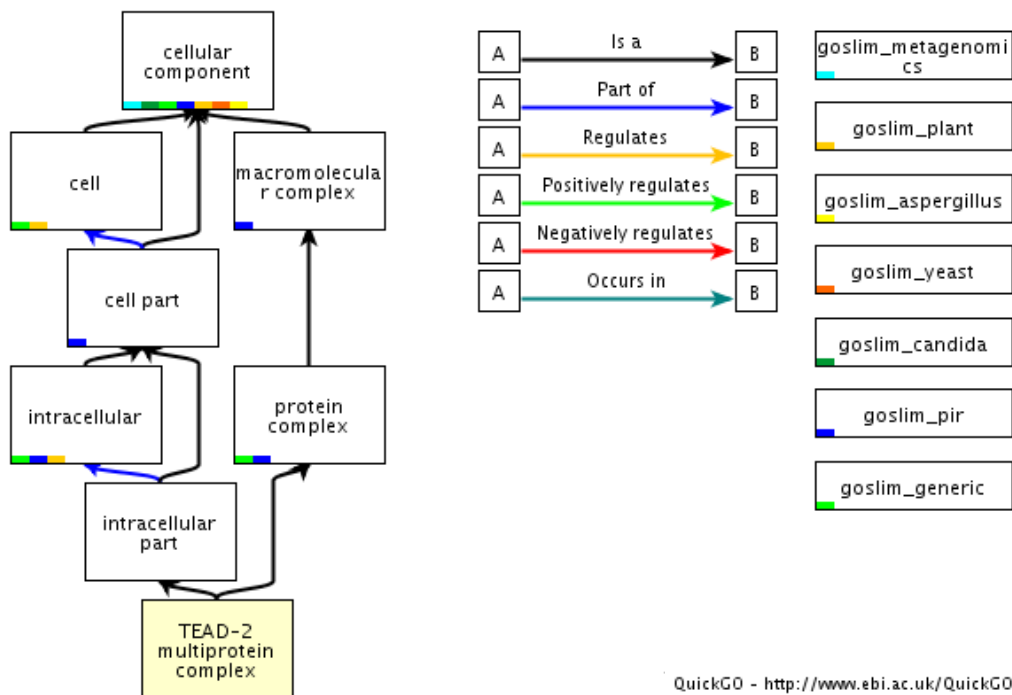 cellular
component
cell
macromolecula
r complex
cell part
intracellular
protein
complex
intracellular
part
TEAD-2
multiprotein
complex
A
Is a
B
A
Part of
B
A
Regulates
B
A
Positively regulates
B
A
Negatively regulates
B
A
Occurs in
B
goslim_metagenom
ics
goslim_plant
goslim_aspergillus
goslim_yeast
goslim_candida
goslim_pir
goslim_generic
QuickGO - http://www.ebi.ac.uk/QuickGO